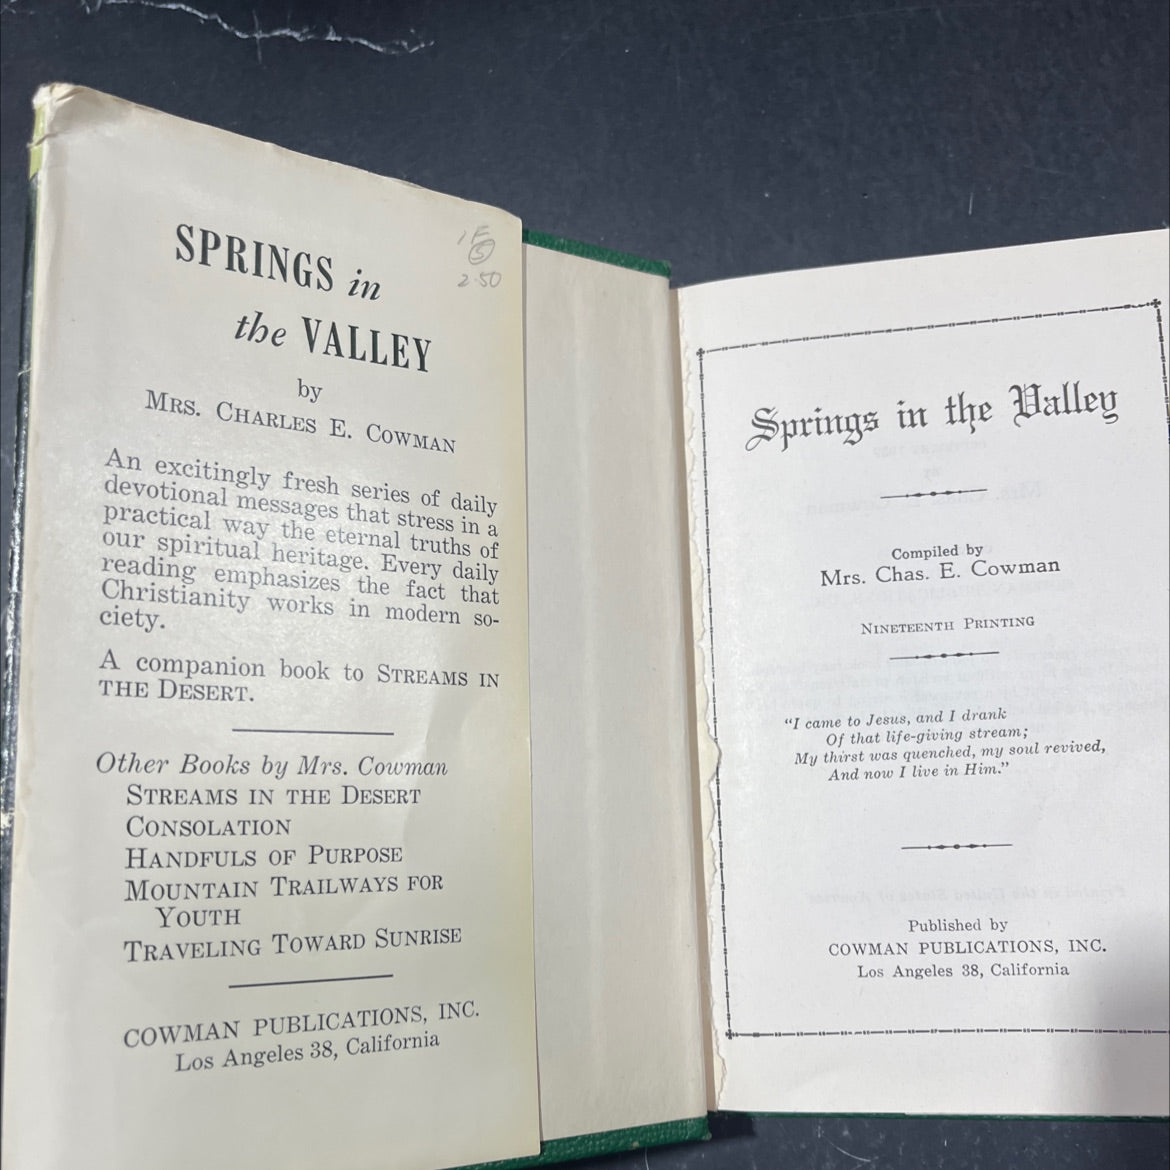 SPRINGS in
the VALLEY
by
MRS. CHARLES E. COWMAN
An excitingly fresh series of daily
devotional messages that stress in a
practical way the eternal truths of
our spiritual heritage. Every daily
reading emphasizes the fact that
Christianity works in modern so-
ciety.
A companion book to STREAMS IN
THE DESERT.
Other Books by Mrs. Cowman
STREAMS IN THE DESERT
CONSOLATION
HANDFULS OF PURPOSE
MOUNTAIN TRAILWAYS FOR
YOUTH
TRAVELING TOWARD SUNRISE
COWMAN PUBLICATIONS, INC.
Los Angeles 38, California
2.50
Springs in the Valley
Compiled by
Mrs. Chas. E. Cowman
NINETEENTH PRINTING
"I came to Jesus, and I drank
Of that life-giving stream;
My thirst was quenched, my soul revived,
And now I live in Him."
Published by
COWMAN PUBLICATIONS, INC.
Los Angeles 38, California